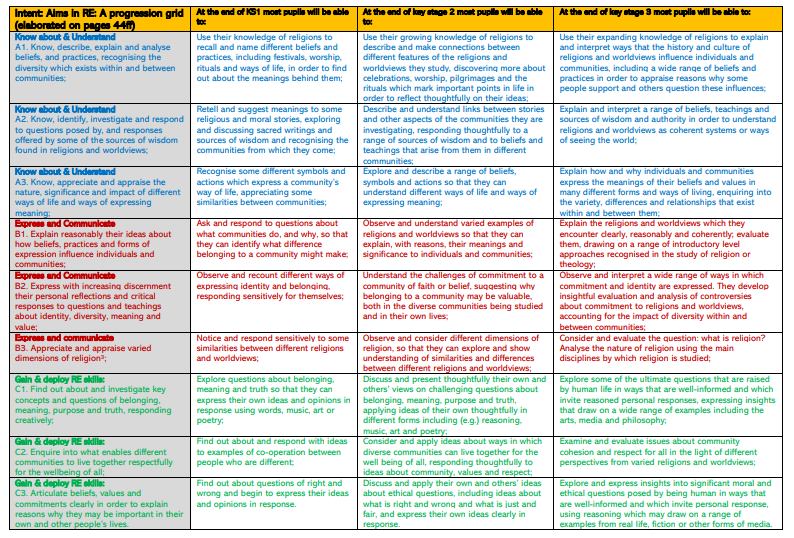 Intent: Aims in RE: A progression grid
(elaborated on pages 44ff)
At the end of KS1 most pupils will be able
to:
At the end of key stage 2 most pupils will be able
to:
At the end of key stage 3 most pupils will be able to:
Know about & Understand
A1. Know, describe, explain and analyse
beliefs, and practices, recognising the
diversity which exists within and between
communities;
Use their knowledge of religions to
recall and name different beliefs and
practices, including festivals, worship,
rituals and ways of life, in order to find
out about the meanings behind them;
Use their growing knowledge of religions to
describe and make connections between
different features of the religions and
worldviews they study, discovering more about
celebrations, worship, pilgrimages and the
rituals which mark important points in life in
order to reflect thoughtfully on their ideas;
Use their expanding knowledge of religions to explain
and interpret ways that the history and culture of
religions and worldviews influence individuals and
communities, including a wide range of beliefs and
practices in order to appraise reasons why some
people support and others question these influences;
Know about & Understand
A2. Know, identify, investigate and respond
to questions posed by, and responses
offered by some of the sources of wisdom
found in religions and worldviews;
Retell and suggest meanings to some
religious and moral stories, exploring
and discussing sacred writings and
sources of wisdom and recognising the
communities from which they come;
Describe and understand links between stories
and other aspects of the communities they are
investigating, responding thoughtfully to a
range of sources of wisdom and to beliefs and
teachings that arise from them in different
communities;
Explain and interpret a range of beliefs, teachings and
sources of wisdom and authority in order to understand
religions and worldviews as coherent systems or ways
of seeing the world;
Know about & Understand
A3. Know, appreciate and appraise the
nature, significance and impact of different
ways of life and ways of expressing
meaning;
Recognise some different symbols and
actions which express a community's
way of life, appreciating some
similarities between communities;
Explore and describe a range of beliefs,
symbols and actions so that they can
understand different ways of life and ways of
expressing meaning;
Explain how and why individuals and communities
express the meanings of their beliefs and values in
many different forms and ways of living, enquiring into
the variety, differences and relationships that exist
within and between them;
Express and Communicate
B1. Explain reasonably their ideas about
how beliefs, practices and forms of
expression influence individuals and
communities;
Ask and respond to questions about
what communities do, and why, so that
they can identify what difference
belonging to a community might make;
Observe and understand varied examples of
religions and worldviews so that they can
explain, with reasons, their meanings and
significance to individuals and communities;
Explain the religions and worldviews which they
encounter clearly, reasonably and coherently; evaluate
them, drawing on a range of introductory level
approaches recognised in the study of religion or
theology;
Express and Communicate
B2. Express with increasing discernment
their personal reflections and critical
responses to questions and teachings
about identity, diversity, meaning and
value;
Observe and recount different ways of
expressing identity and belonging,
responding sensitively for themselves;
Understand the challenges of commitment to a
community of faith or belief, suggesting why
belonging to a community may be valuable,
both in the diverse communities being studied
and in their own lives;
Observe and interpret a wide range of ways in which
commitment and identity are expressed. They develop
insightful evaluation and analysis of controversies
about commitment to religions and worldviews,
accounting for the impact of diversity within and
between communities;
Express and communicate
B3. Appreciate and appraise varied
dimensions of religion³;
Notice and respond sensitively to some
similarities between different religions
and worldviews;
Observe and consider different dimensions of
religion, so that they can explore and show
understanding of similarities and differences
between different religions and worldviews;
Consider and evaluate the question: what is religion?
Analyse the nature of religion using the main
disciplines by which religion is studied;
Gain & deploy RE skills:
C1. Find out about and investigate key
concepts and questions of belonging,
meaning, purpose and truth, responding
creatively;
Explore questions about belonging,
meaning and truth so that they can
express their own ideas and opinions in
response using words, music, art or
poetry;
Discuss and present thoughtfully their own and
others' views on challenging questions about
belonging, meaning, purpose and truth,
applying ideas of their own thoughtfully in
different forms including (e.g.) reasoning,
music, art and poetry;
Explore some of the ultimate questions that are raised
by human life in ways that are well-informed and which
invite reasoned personal responses, expressing insights
that draw on a wide range of examples including the
arts, media and philosophy;
Gain & deploy RE skills:
C2. Enquire into what enables different
communities to live together respectfully
for the wellbeing of all;
Find out about and respond with ideas
to examples of co-operation between
people who are different;
Consider and apply ideas about ways in which
diverse communities can live together for the
well being of all, responding thoughtfully to
ideas about community, values and respect;
Examine and evaluate issues about community
cohesion and respect for all in the light of different
perspectives from varied religions and worldviews;
Gain & deploy RE skills:
C3. Articulate beliefs, values and
commitments clearly in order to explain
reasons why they may be important in their
own and other people's lives.
Find out about questions of right and
wrong and begin to express their ideas
and opinions in response.
Discuss and apply their own and others' ideas
about ethical questions, including ideas about
what is right and wrong and what is just and
fair, and express their own ideas clearly in
response.
Explore and express insights into significant moral and
ethical questions posed by being human in ways that
are well-informed and which invite personal response,
using reasoning which may draw on a range of
examples from real life, fiction or other forms of media.